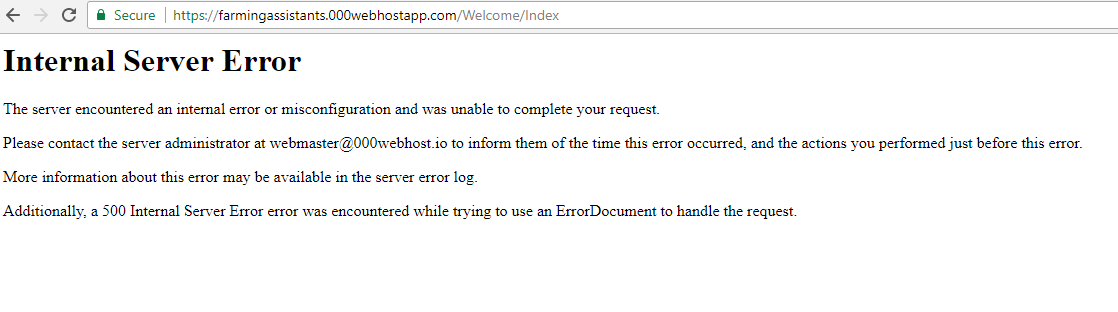 Secure https://farmingassistants.000webhostapp.com/Welcome/Index
Internal Server Error
The server encountered an internal error or misconfiguration and was unable to complete your request.
Please contact the server administrator at webmaster@000webhost.io to inform them of the time this error occurred, and the actions you performed just before this error.
More information about this error may be available in the server error log.
Additionally, a 500 Internal Server Error error was encountered while trying to use an ErrorDocument to handle the request.